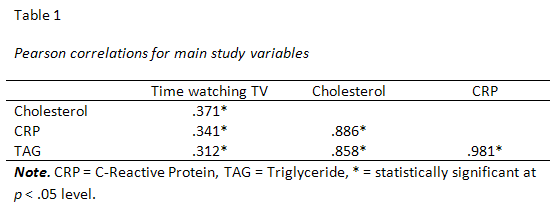 Table 1
Pearson correlations for main study variables
Time watching TV Cholesterol CRP
Cholesterol .371*
CRP .341* .886*
TAG .312* .858* .981*
Note. CRP = C-Reactive Protein, TAG = Triglyceride, * = statistically significant at
p < .05 level.